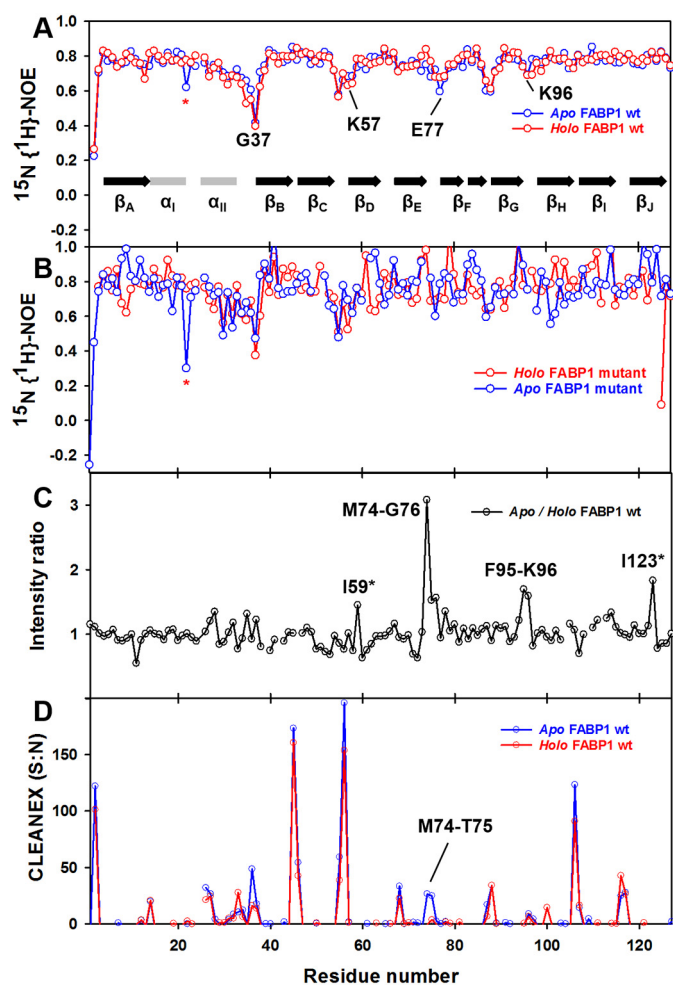 A
1.0
0.8
0.6
0.4
0.2
0.0
-0.2
15N {1H}-NOE
*
G37
K57
E77
K96
Apo FABP1 wt
Holo FABP1 wt
βA αI αII βB βC βD βE βF βG βH βI βJ
B
1.0
0.8
0.6
0.4
0.2
0.0
-0.2
15N {1H}-NOE
*
Holo FABP1 mutant
Apo FABP1 mutant
C
3
2
1
Intensity ratio
M74-G76
Apo / Holo FABP1 wt
I59*
F95-K96
I123*
D
150
100
50
0
CLEANEX (S:N)
Apo FABP1 wt
Holo FABP1 wt
M74-T75
20 40 60 80 100 120
Residue number